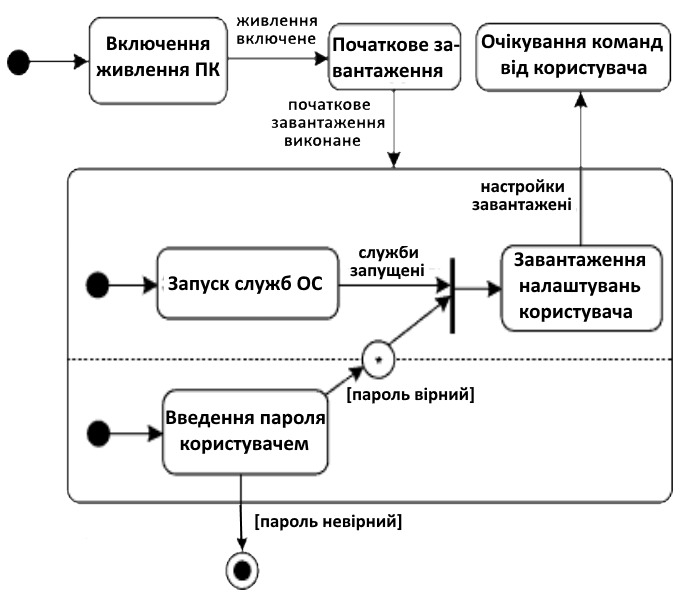 Включення
живлення ПК
живлення
включене
Початкове за-
вантаження
Очікування команд
від користувача
початкове
завантаження
виконане
настройки
завантажені
Запуск служб ОС
служби
запущені
Завантаження
налаштувань
користувача
*
[пароль вірний]
Введення пароля
користувачем
[пароль невірний]